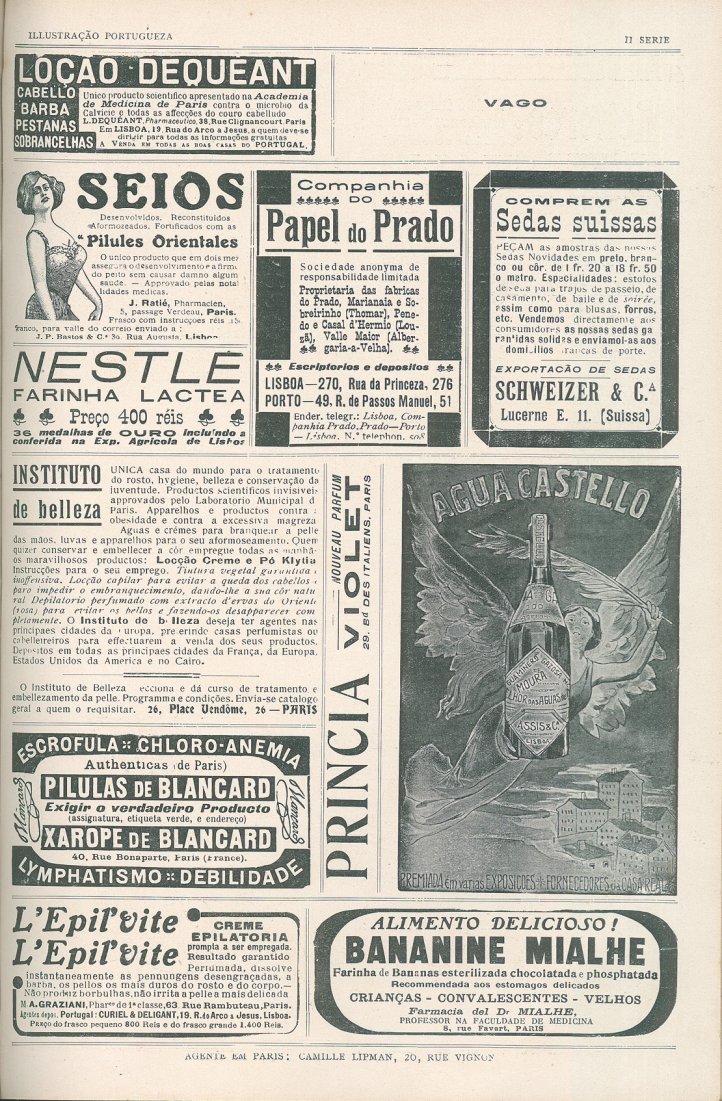 ILLUSTRAÇÃO PORTUGUEZA
II SERIE
LOÇÃO DEQUÉANT
CABELLO
BARBA
PESTANAS
SOBRANCELHAS
Unico producto scientifico apresentado na Academia
de Medicina de Paris contra o microbio da
Calvicie e todas as affecções do couro cabelludo
L. DEQUÉANT, Pharmaceutico, 38, Rue Clignancourt, Paris
Em LISBOA, 19, Rua do Arco a Jesus, a quem deve-se
dirigir para todas as informações gratuitas
A VENDA EM TODAS AS BOAS CASAS DO PORTUGAL,
VAGO
SEIOS
Desenvolvidos. Reconstituidos
Aformozeados. Fortificados com as
Pilules Orientales
O unico producto que em dois mez
assegura o desenvolvimento e a firm
do peito sem causar damno algum
saude. — Approvado pelas nota
lidades medicas.
J. Ratié, Pharmacien,
5, passage Verdeau, Paris.
Frasco com instrucções réis
franco, para valle do correio enviado a :
J. P. Bastos & C.ª 39, Rua Augusta, Lisboa
Companhia
DO
Papel do Prado
Sociedade anonyma de
responsabilidade limitada
Proprietaria das fabricas
do Prado, Marianaia e So-
breirinho (Thomar), Pene-
do e Casal d'Hermio (Lou-
zã), Valle Maior (Alber-
garia-a-Velha).
Escriptorios e depositos
LISBOA—270, Rua da Princeza, 276
PORTO—49, R. de Passos Manuel, 51
Ender. telegr.: Lisboa, Com-
panhia Prado. Prado—Porto
— Lisboa, N.° telephon. 508
COMPREM AS
Sedas suissas
PEÇAM as amostras das nossas
Sedas Novidades em preto, bran-
co ou côr, de 1 fr. 20 a 18 fr. 50
o metro. Especialidades: estofos
de seda para trajos de passeio, de
casamento, de baile e de soirée,
assim como para blusas, forros,
etc. Vendemos directamente aos
consumidores as nossas sedas ga-
rantidas solidas e enviamol-as aos
domicilios francas de porte.
EXPORTAÇÃO DE SEDAS
SCHWEIZER & C.ª
Lucerne E. 11. (Suissa)
NESTLÉ
FARINHA LACTEA
Preço 400 réis
36 medalhas de OURO incluindo a
conferida na Exp. Agricola de Lisboa
INSTITUTO
de belleza
UNICA casa do mundo para o tratamento
do rosto, hygiene, belleza e conservação da
juventude. Productos scientificos invisiveis
approvados pelo Laboratorio Municipal d
Paris. Apparelhos e productos contra
obesidade e contra a excessiva magreza
Aguas e crémes para branquear a pelle
das mãos, luvas e apparelhos para o seu aformoseamento. Quem
quizer conservar e embellecer a côr empregue todas as manhã-
os maravilhosos productos: Locção Creme e Pó Klytia
Instrucções para o seu emprego. Tintura vegetal garantida
inoffensiva. Locção capilar para evitar a queda dos cabellos
para impedir o embranquecimento, dando-lhe a sua côr natu
ral Depilatorio perfumado com extracto d'ervas do Oriente
(rosa) para evitar os pellos e fazendo-os desapparecer com
pletamente. O Instituto de belleza deseja ter agentes nas
principaes cidades da Europa, preferindo casas perfumistas ou
cabelleireiros para effectuarem a venda dos seus productos.
Depositos em todas as principaes cidades da França, da Europa,
Estados Unidos da America e no Cairo.
O Instituto de Belleza lecciona e dá curso de tratamento e
embellezamento da pelle. Programma e condições. Envia-se catalogo
geral a quem o requisitar. 26, Place Vendôme, 26 — PARIS
PRINCIA
NOUVEAU PARFUM
VIOLET
29, Bd DES ITALIENS, PARIS
AGUA CASTELLO
MOURA
ASSIS & C.ª
LISBOA
PREMIADA em varias EXPOSIÇÕES * FORNECEDORES da CASA REAL
ESCROFULA :: CHLORO-ANEMIA
Authenticas (de Paris)
PILULAS DE BLANCARD
Exigir o verdadeiro Producto
(assignatura, etiqueta verde, e endereço)
XAROPE DE BLANCARD
40, Rue Bonaparte, Paris (France).
LYMPHATISMO :: DEBILIDADE
Blancard
Blancard
L'Epil'vite
L'Epil'vite
CREME
EPILATORIA
prompta a ser empregada.
Resultado garantido
Perfumada, dissolve
instantaneamente as pennungens desengraçadas, a
barba, os pellos os mais duros do rosto e do corpo.—
Não produz borbulhas, não irrita a pelle a mais delicada
M. A. GRAZIANI, Pharco de 1ª classe, 63 Rue Rambuteau, Paris.
Agentes depos. Portugal: CURIEL & DELIGANT, 19, R. do Arco a Jesus. Lisboa.
PREÇO DO FRASCO PEQUENO 800 REIS E DO FRASCO GRANDE 1.400 REIS.
ALIMENTO DELICIOSO!
BANANINE MIALHE
Farinha de Bananas esterilizada chocolatada e phosphatada
Recommendada aos estomagos delicados
CRIANÇAS - CONVALESCENTES - VELHOS
Farmacia del Dr MIALHE,
PROFESSOR NA FACULDADE DE MEDICINA
8, rue Favart, PARIS
AGENTE EM PARIS: CAMILLE LIPMAN, 26, RUE VIGNON